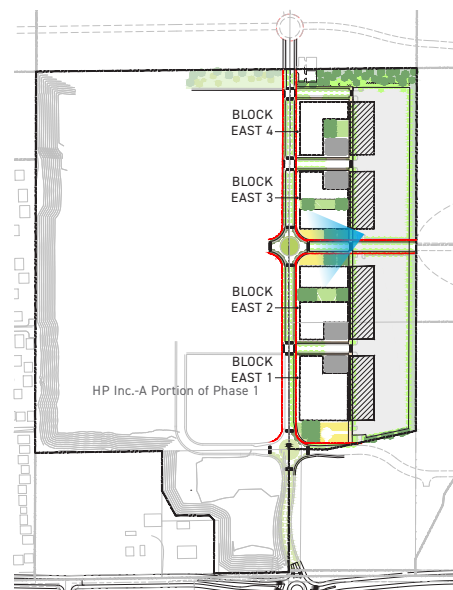 BLOCK
EAST 4
BLOCK
EAST 3
BLOCK
EAST 2
BLOCK
EAST 1
HP Inc.-A Portion of Phase 1